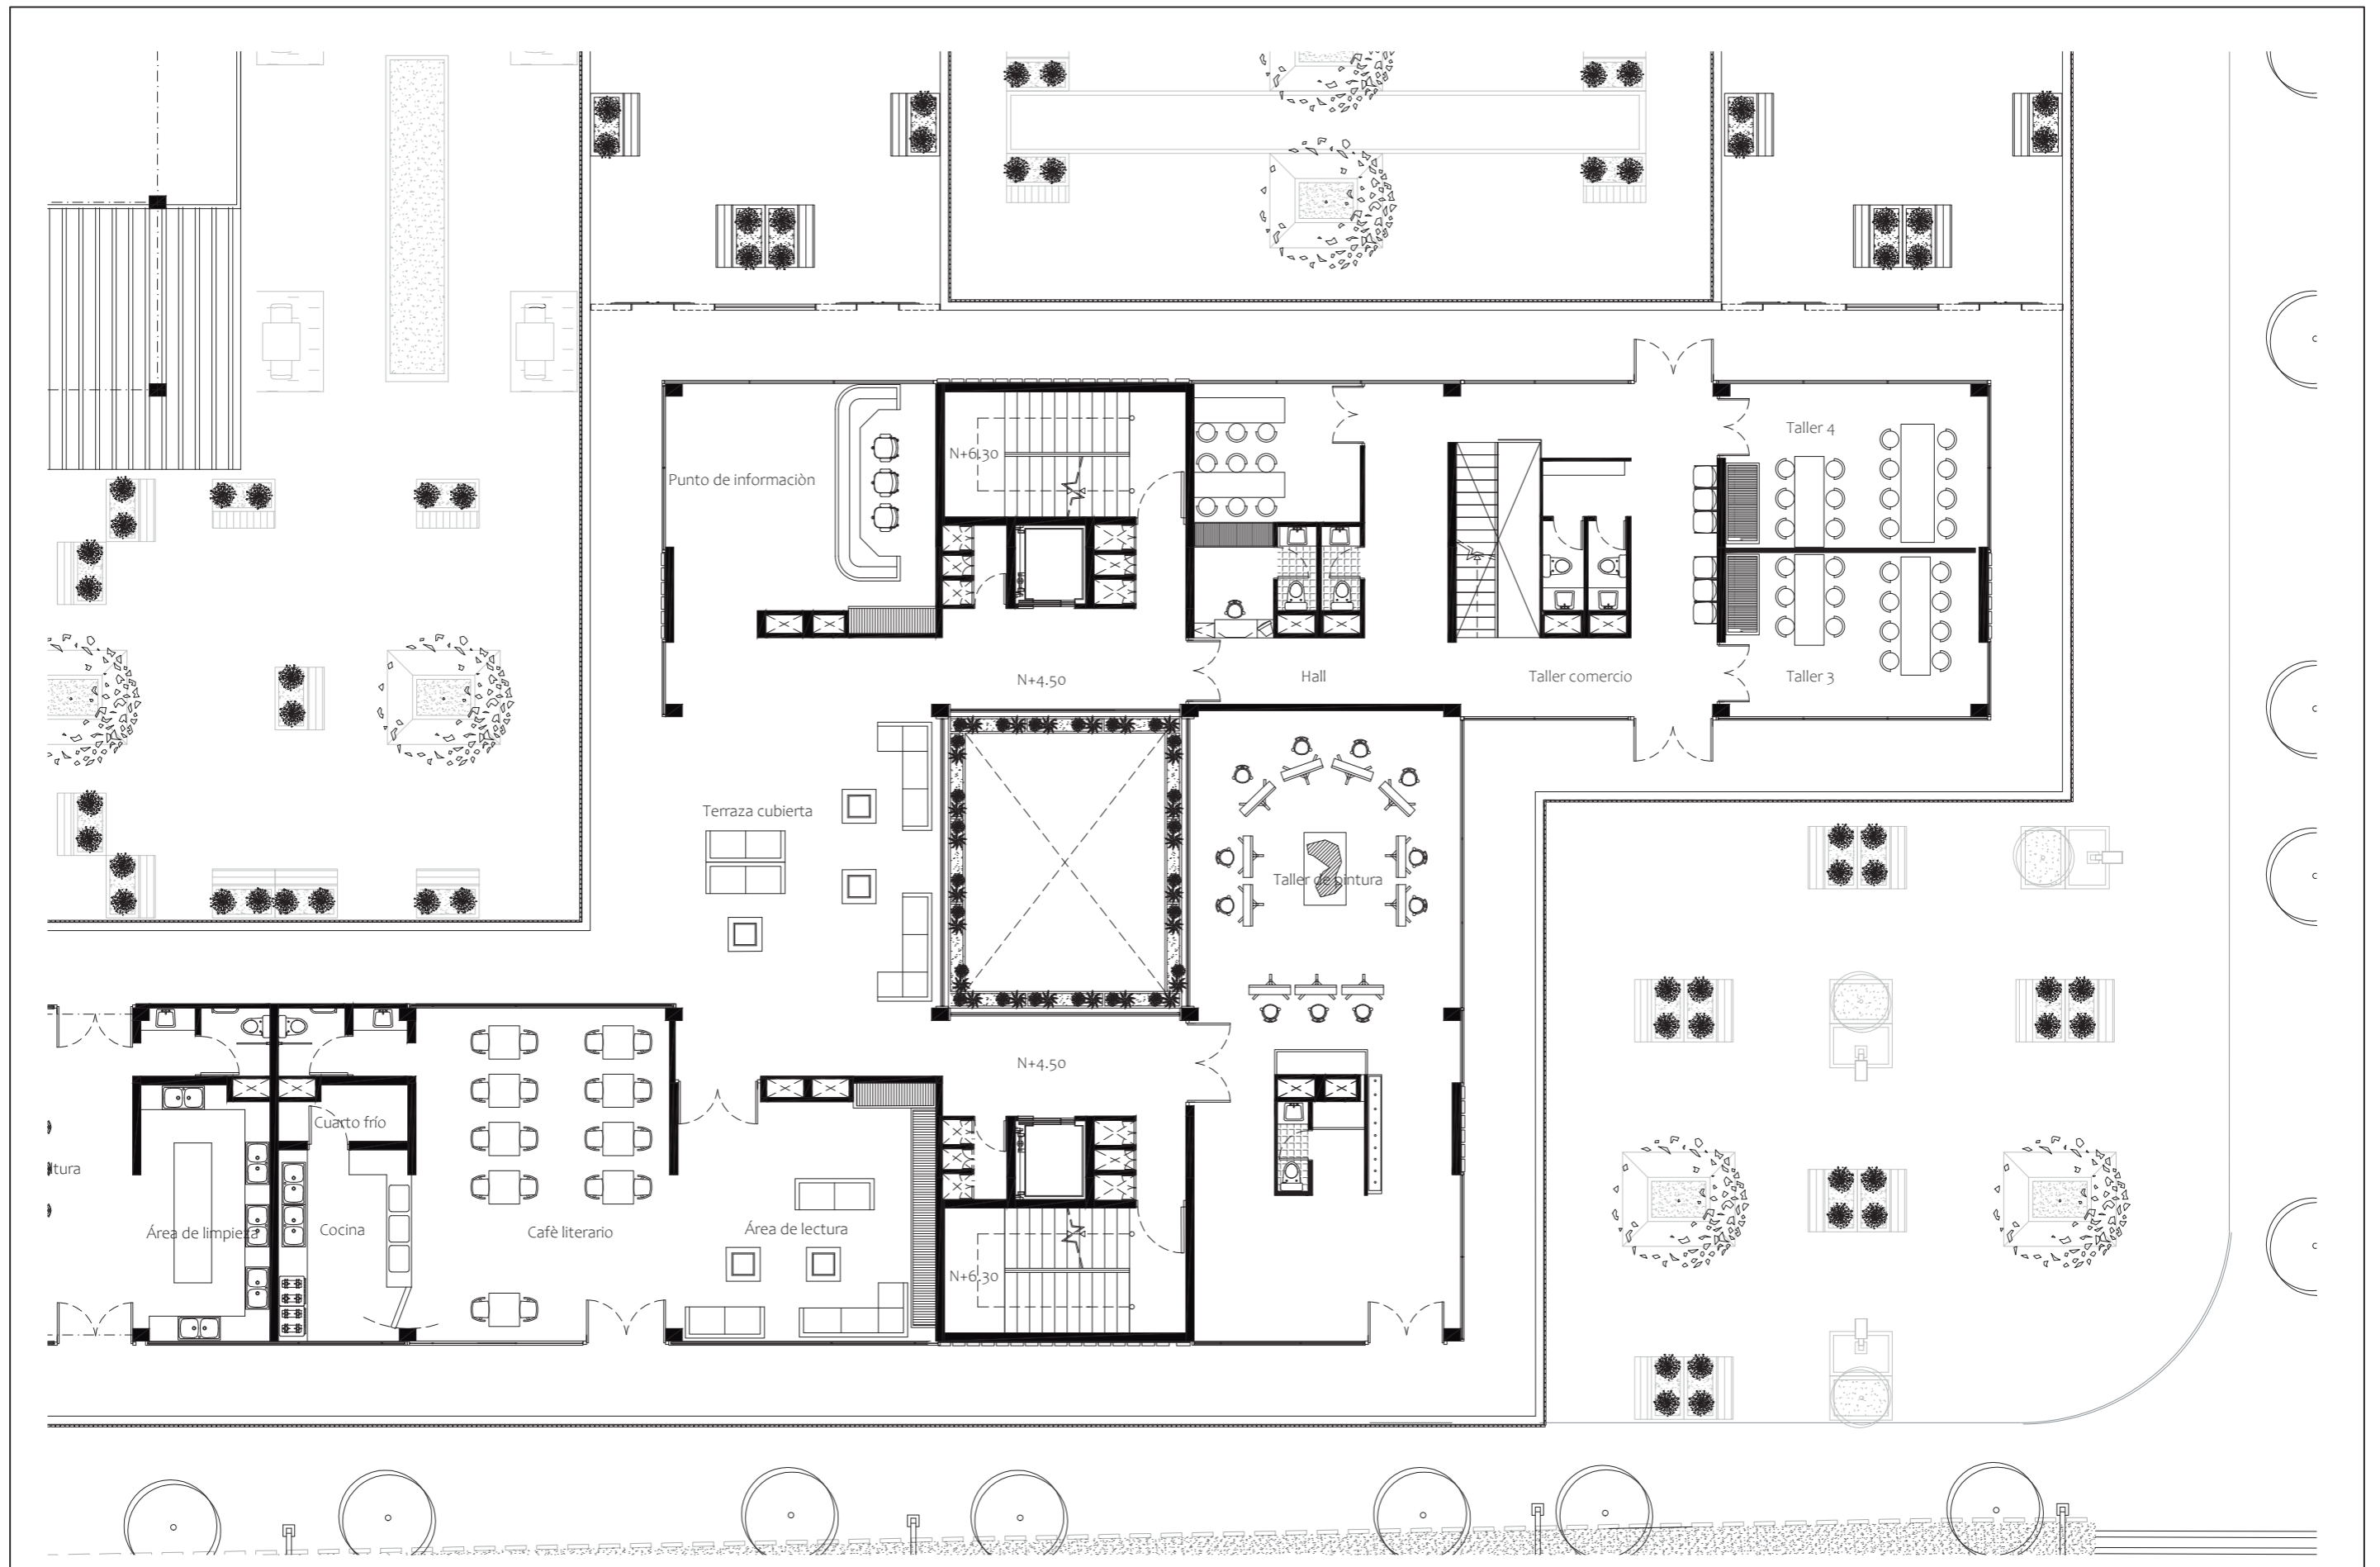 Taller 4
N+6.30
Punto de informaciòn
N+4.50
Hall
Taller comercio
Taller 3
Terraza cubierta
Taller de pintura
N+4.50
Cuarto frío
tura
Área de limpieza
Cocina
Cafè literario
Área de lectura
N+6.30